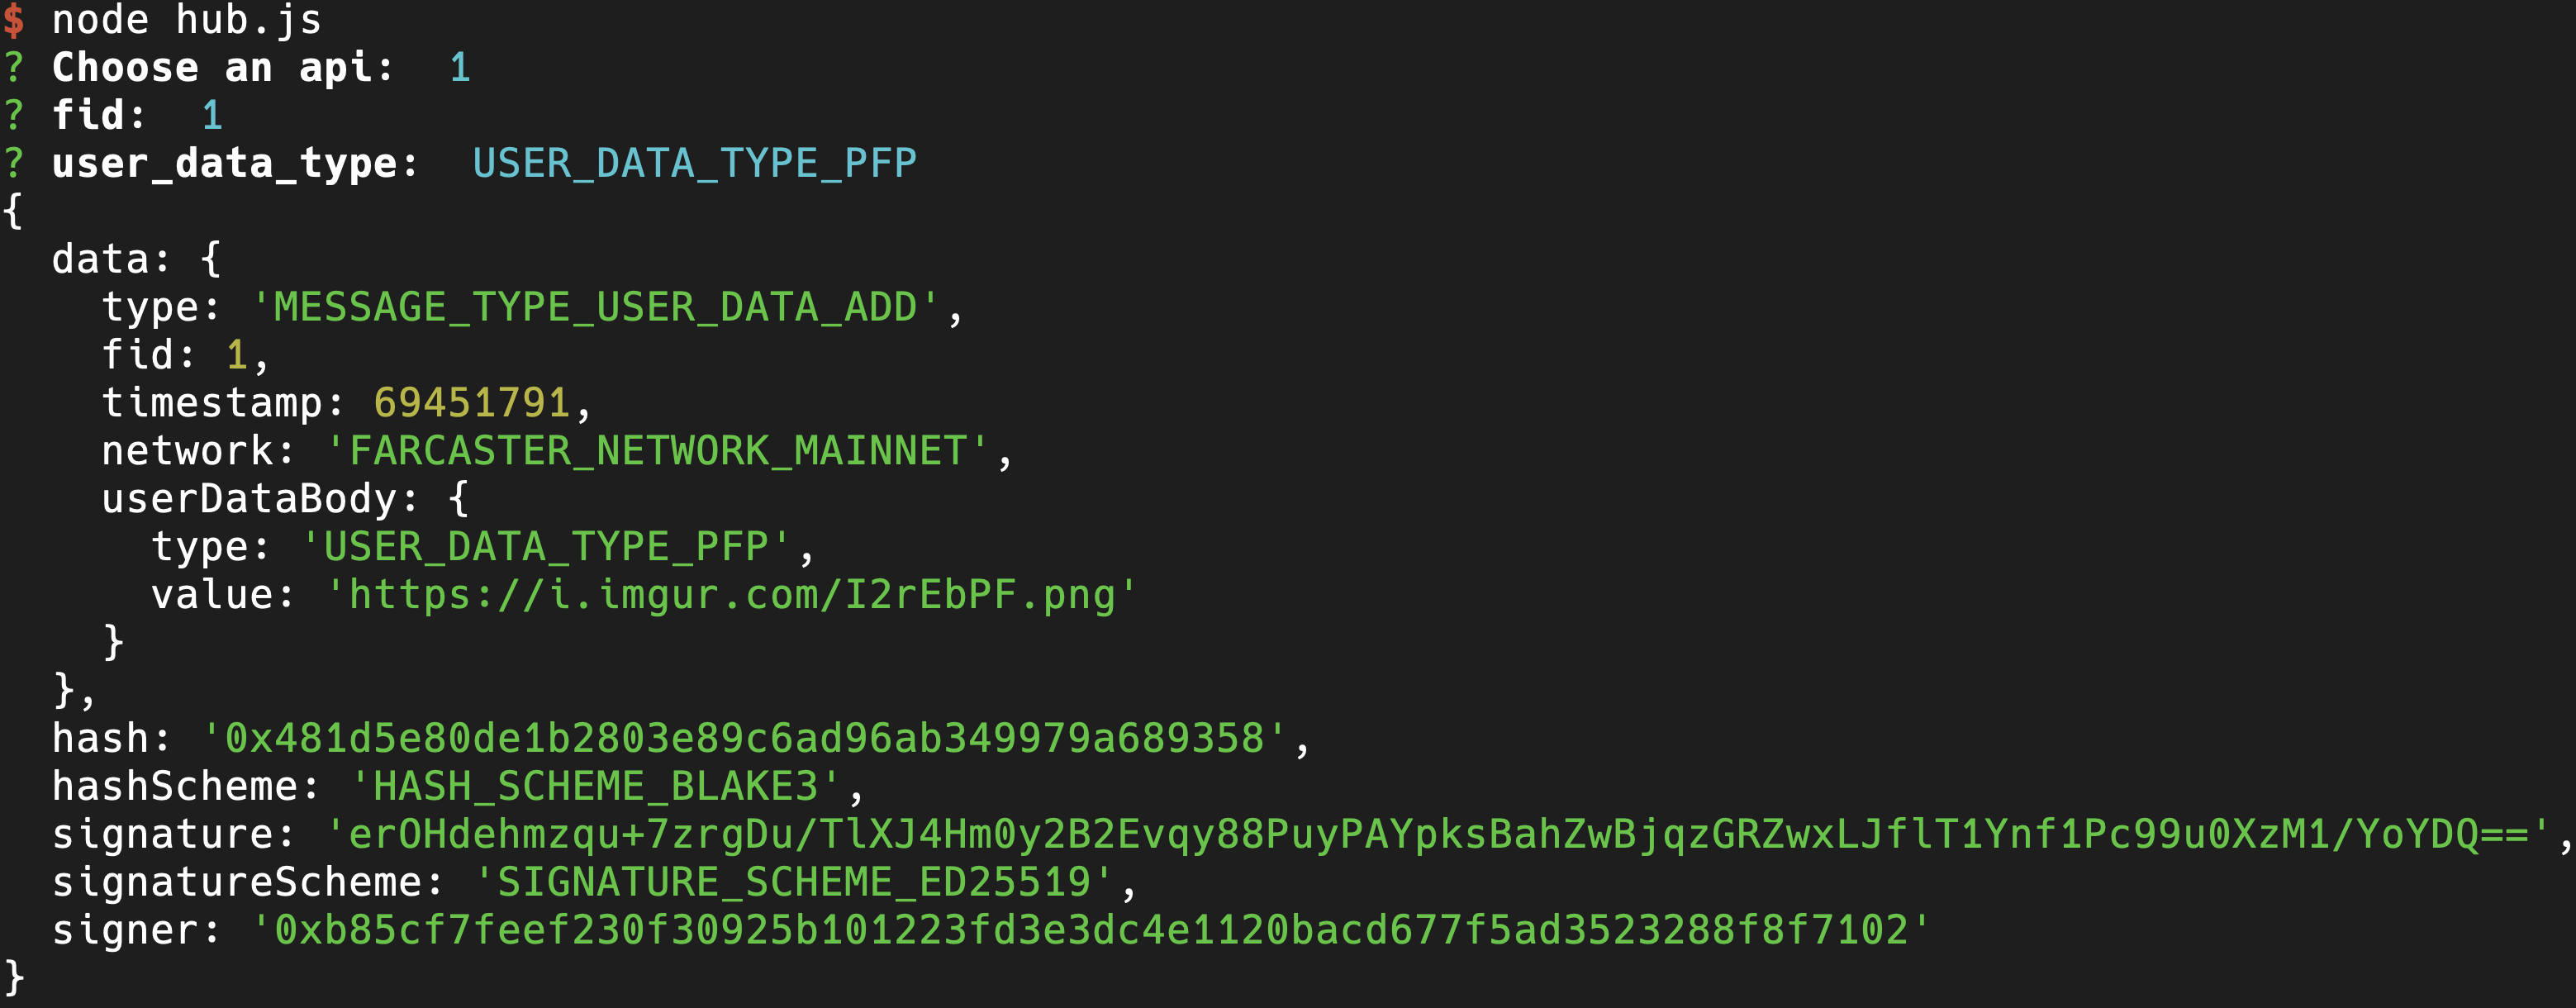 $ node hub.js
? Choose an api:  1
? fid:  1
? user_data_type:  USER_DATA_TYPE_PFP
{
  data: {
    type: 'MESSAGE_TYPE_USER_DATA_ADD',
    fid: 1,
    timestamp: 69451791,
    network: 'FARCASTER_NETWORK_MAINNET',
    userDataBody: {
      type: 'USER_DATA_TYPE_PFP',
      value: 'https://i.imgur.com/I2rEbPF.png'
    }
  },
  hash: '0x481d5e80de1b2803e89c6ad96ab349979a689358',
  hashScheme: 'HASH_SCHEME_BLAKE3',
  signature: 'erOHdehmzqu+7zrgDu/TlXJ4Hm0y2B2Evqy88PuyPAYpksBahZwBjqzGRZwxLJflT1Ynf1Pc99u0XzM1/YoYDQ==',
  signatureScheme: 'SIGNATURE_SCHEME_ED25519',
  signer: '0xb85cf7feef230f30925b101223fd3e3dc4e1120bacd677f5ad3523288f8f7102'
}